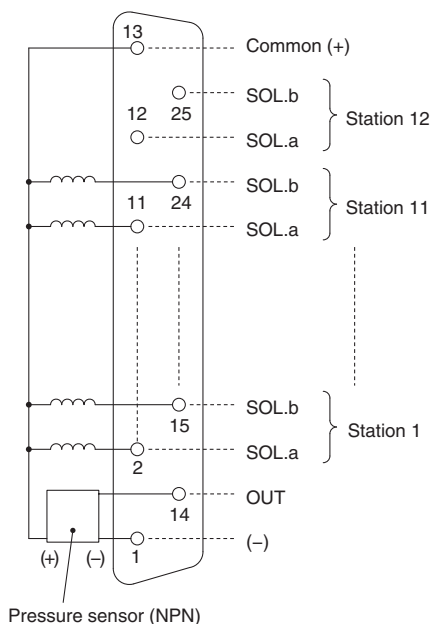 13
Common (+)
25
SOL.b
12
SOL.a
Station 12
24
SOL.b
11
SOL.a
Station 11
15
SOL.b
2
SOL.a
Station 1
14
OUT
1
(–)
(+)
(–)
Pressure sensor (NPN)